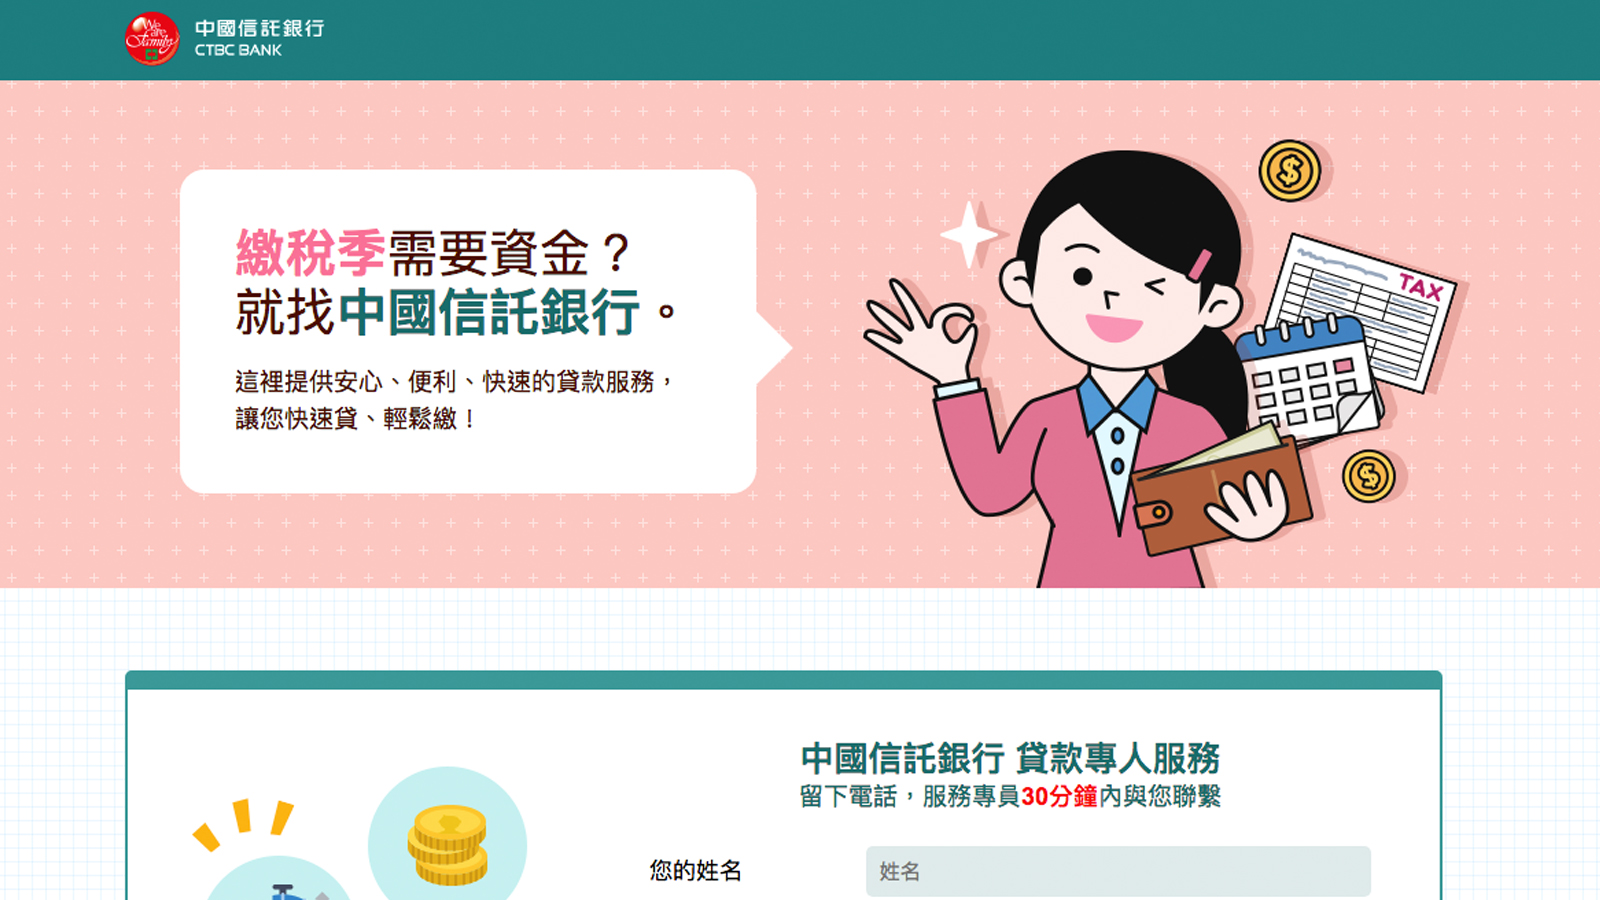 We are Family
中國信託銀行
CTBC BANK
繳稅季需要資金？
就找中國信託銀行。
這裡提供安心、便利、快速的貸款服務，
讓您快速貸、輕鬆繳！
TAX
中國信託銀行 貸款專人服務
留下電話，服務專員30分鐘內與您聯繫
您的姓名
姓名